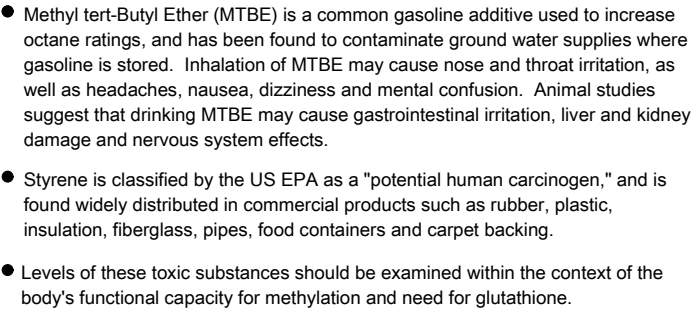 ● Methyl tert-Butyl Ether (MTBE) is a common gasoline additive used to increase
octane ratings, and has been found to contaminate ground water supplies where
gasoline is stored.  Inhalation of MTBE may cause nose and throat irritation, as
well as headaches, nausea, dizziness and mental confusion.  Animal studies
suggest that drinking MTBE may cause gastrointestinal irritation, liver and kidney
damage and nervous system effects.
● Styrene is classified by the US EPA as a "potential human carcinogen," and is
found widely distributed in commercial products such as rubber, plastic,
insulation, fiberglass, pipes, food containers and carpet backing.
● Levels of these toxic substances should be examined within the context of the
body's functional capacity for methylation and need for glutathione.